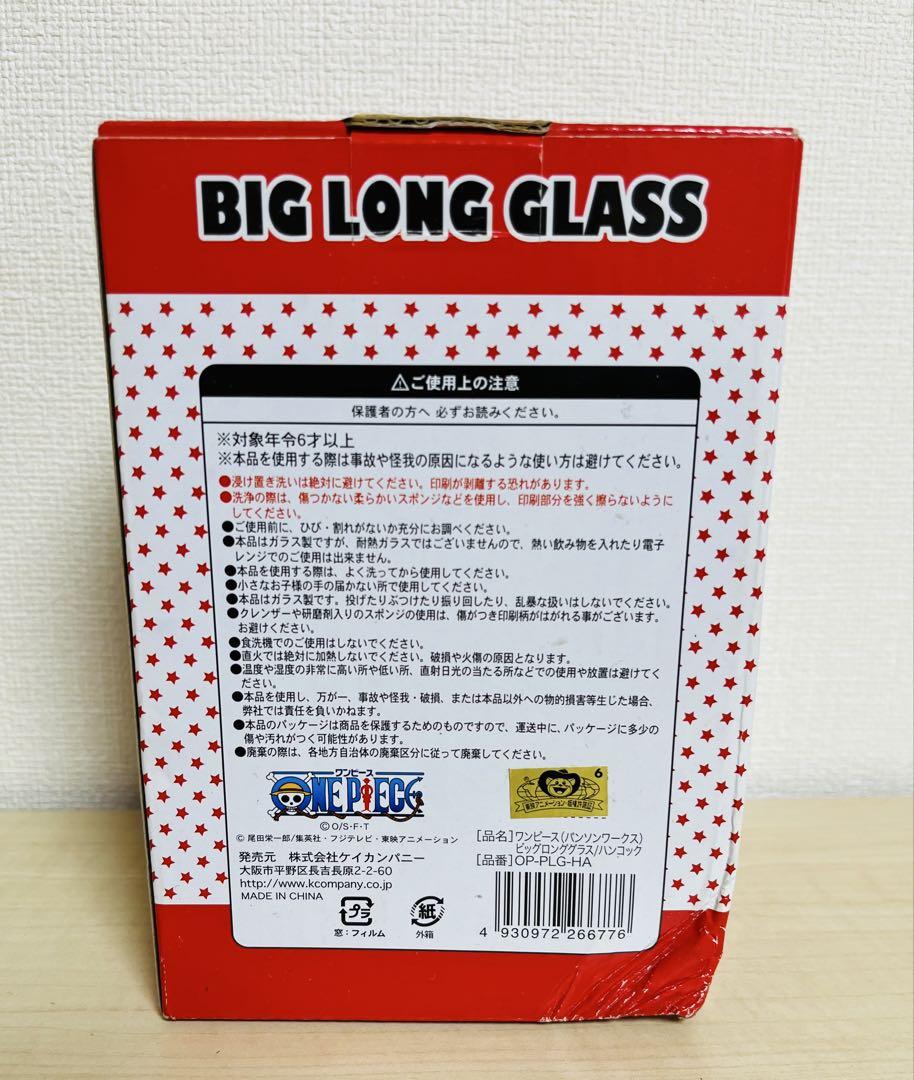 BIG LONG GLASS
⚠ご使用上の注意
保護者の方へ 必ずお読みください。
※対象年令6才以上
※本品を使用する際は事故や怪我の原因になるような使い方は避けてください。
●浸け置き洗いは絶対に避けてください。印刷が剥離する恐れがあります。
●洗浄の際は、傷つかない柔らかいスポンジなどを使用し、印刷部分を強く擦らないように
してください。
●ご使用前に、ひび・割れがないか充分にお調べください。
●本品はガラス製ですが、耐熱ガラスではございませんので、熱い飲み物を入れたり電子
レンジでのご使用は出来ません。
●本品を使用する際は、よく洗ってから使用してください。
●小さなお子様の手の届かない所で使用してください。
●本品はガラス製です。投げたりぶつけたり振り回したり、乱暴な扱いはしないでください。
●クレンザーや研磨剤入りのスポンジの使用は、傷がつき印刷柄がはがれる事がございます。
お避けください。
●食洗機でのご使用はしないでください。
●直火では絶対に加熱しないでください。破損や火傷の原因となります。
●温度や湿度の非常に高い所や低い所、直射日光の当たる所などでの使用や放置は避けてく
ださい。
●本品を使用し、万が一、事故や怪我・破損、または本品以外への物的損害等生じた場合、
弊社では責任を負いかねます。
●本品のパッケージは商品を保護するためのものですので、運送中に、パッケージに多少の
傷や汚れがつく可能性があります。
●廃棄の際は、各地方自治体の廃棄区分に従って廃棄してください。
ワンピース
ONE PIECE
©O/S・F・T
© 尾田栄一郎/集英社・フジテレビ・東映アニメーション
発売元 株式会社ケイカンパニー
大阪市平野区長吉長原2-2-60
http://www.kcompany.co.jp
MADE IN CHINA
プラ
窓：フィルム
紙
外箱
6
東映アニメーション・版権許諾証
[品名]ワンピース(パンソンワークス)
ビッグロンググラス/ハンコック
[品番]OP-PLG-HA
4 930972 266776